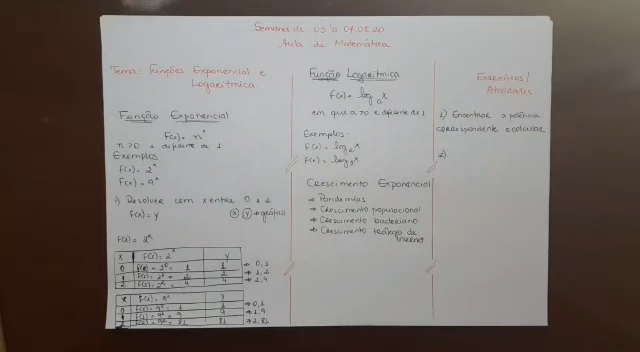 Semana de 03 à 07.08.20
Aula de Matemática
Tema: Funções Exponencial e
Logarítmica.
Função Exponencial
F(x) = n^x
n>0 e diferente de 1
Exemplos
F(x) = 2^x
F(x) = 9^x
1) Resolver com x entre 0 e 2
F(x) = y
(x, y) → gráfico
F(x) = 2^x
x F(x) = 2^x y
0 F(0) = 2^0 = 1 1 → 0,1
1 F(1) = 2^1 = 2 2 → 1,2
2 F(2) = 2^2 = 4 4 → 2,4
x F(x) = 9^x y
0 F(0) = 9^0 = 1 1 → 0,1
1 F(1) = 9^1 = 9 9 → 1,9
2 F(2) = 9^2 = 81 81 → 2,81
Função Logarítmica
F(x) = log_a x
em que a>0 e diferente de 1
Exemplos:
F(x) = log_2 x
F(x) = log_9 x
Crescimento Exponencial
→ Pandemias
→ Crescimento populacional
→ Crescimento bacteriano
→ Crescimento tráfego de
Internet
Exercícios/
Atividades
1) Encontrar a potência
correspondente e calcular
2)